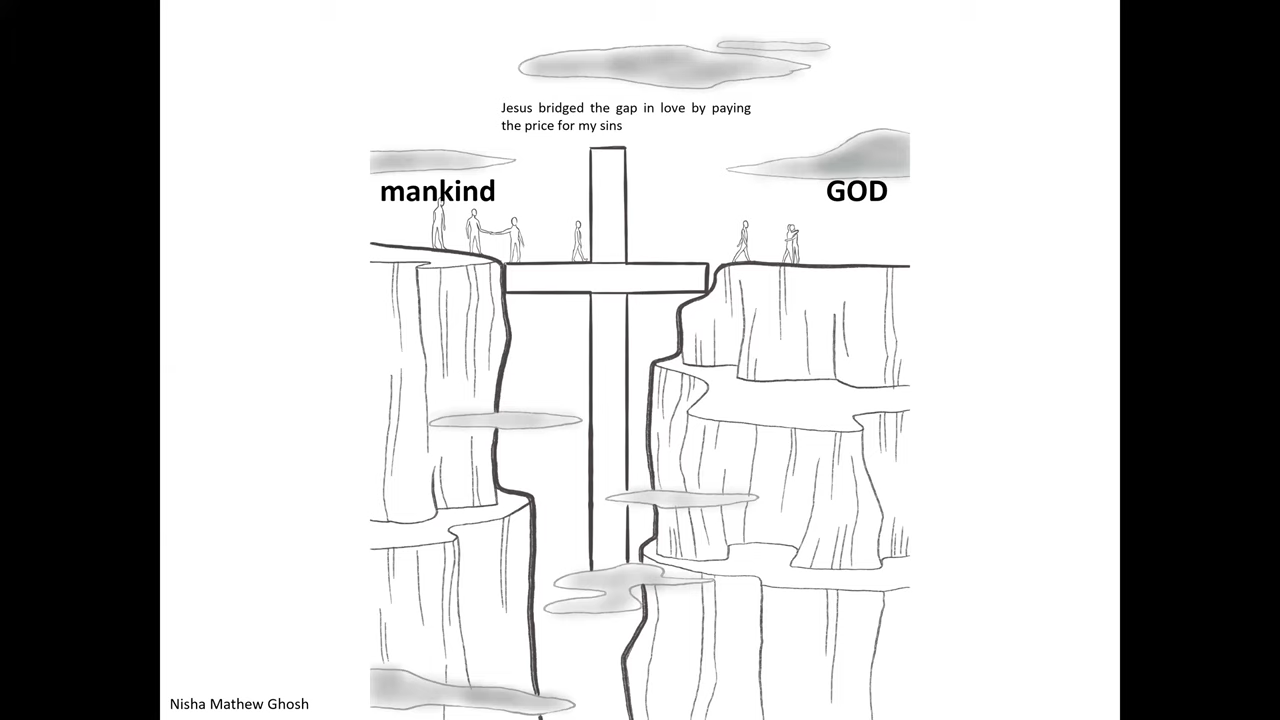 Jesus bridged the gap in love by paying
the price for my sins
mankind
GOD
Nisha Mathew Ghosh